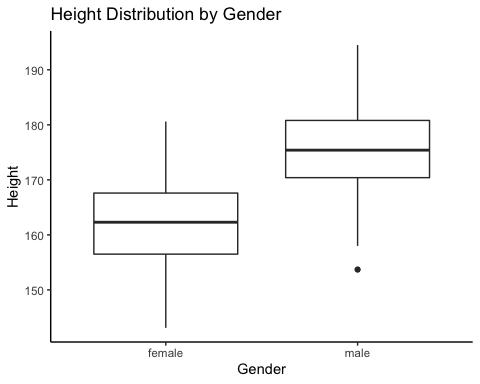 Height Distribution by Gender
Height
190
180
170
160
150
female male
Gender